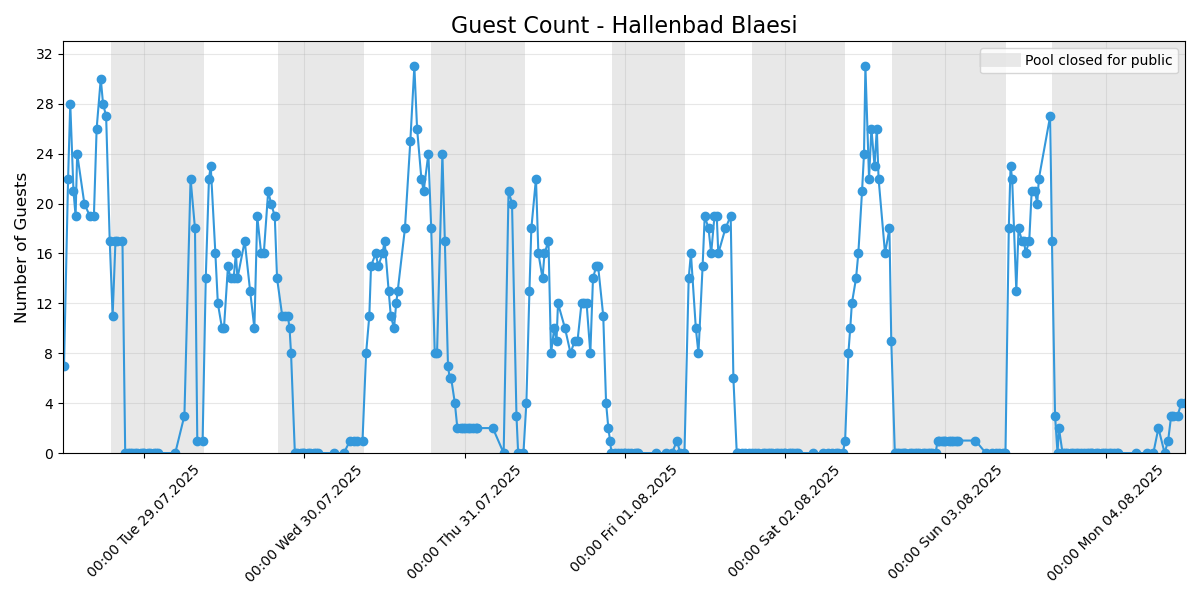 Guest Count - Hallenbad Blaesi
Pool closed for public
Number of Guests
32
28
24
20
16
12
8
4
0
00:00 Tue 29.07.2025
00:00 Wed 30.07.2025
00:00 Thu 31.07.2025
00:00 Fri 01.08.2025
00:00 Sat 02.08.2025
00:00 Sun 03.08.2025
00:00 Mon 04.08.2025